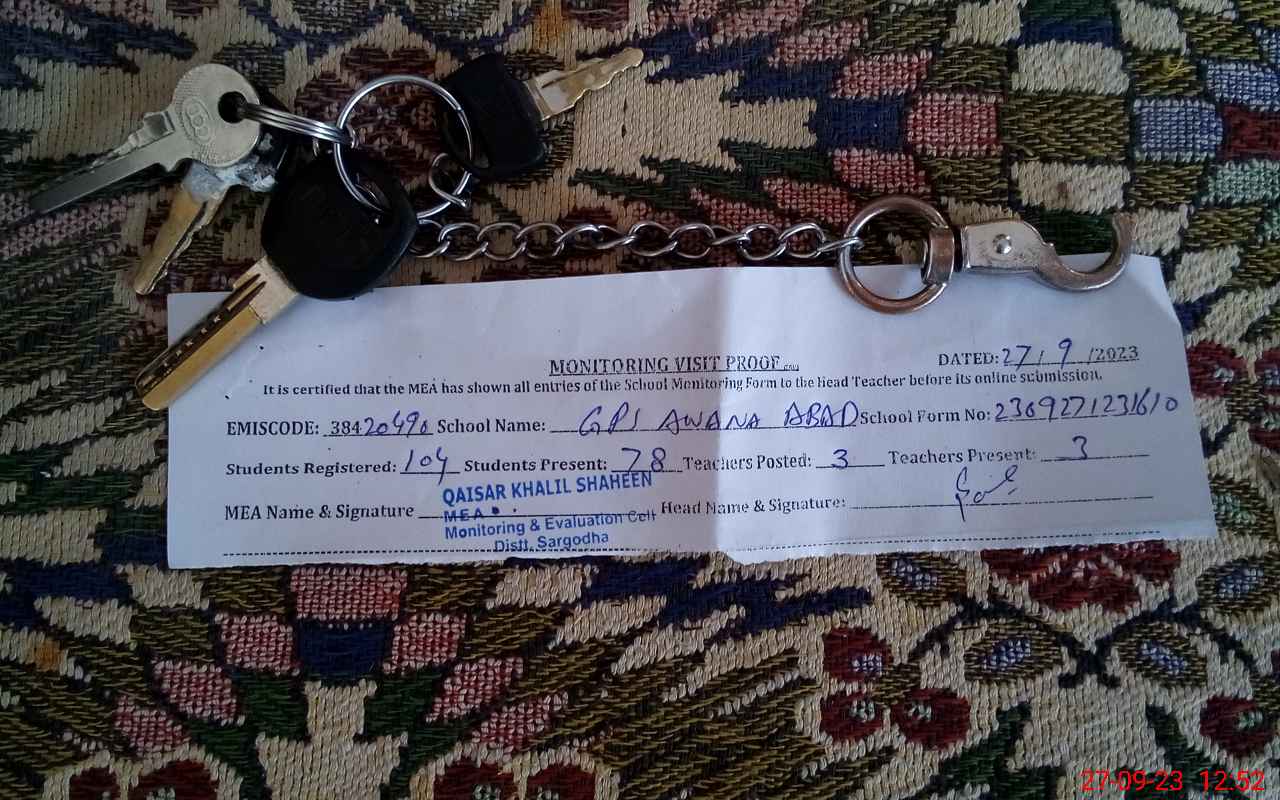 MONITORING VISIT PROOF
DATED: 27/9/2023
It is certified that the MEA has shown all entries of the School Monitoring Form to the Head Teacher before its online submission.
EMISCODE: 38420490 School Name: GPS AWANA ABAD School Form No: 2309271231610
Students Registered: 104 Students Present: 78 Teachers Posted: 3 Teachers Present: 3
MEA Name & Signature Head Name & Signature:
QAISAR KHALIL SHAHEEN
MEA
Monitoring & Evaluation Cell
Distt. Sargodha
27-09-23 12:52